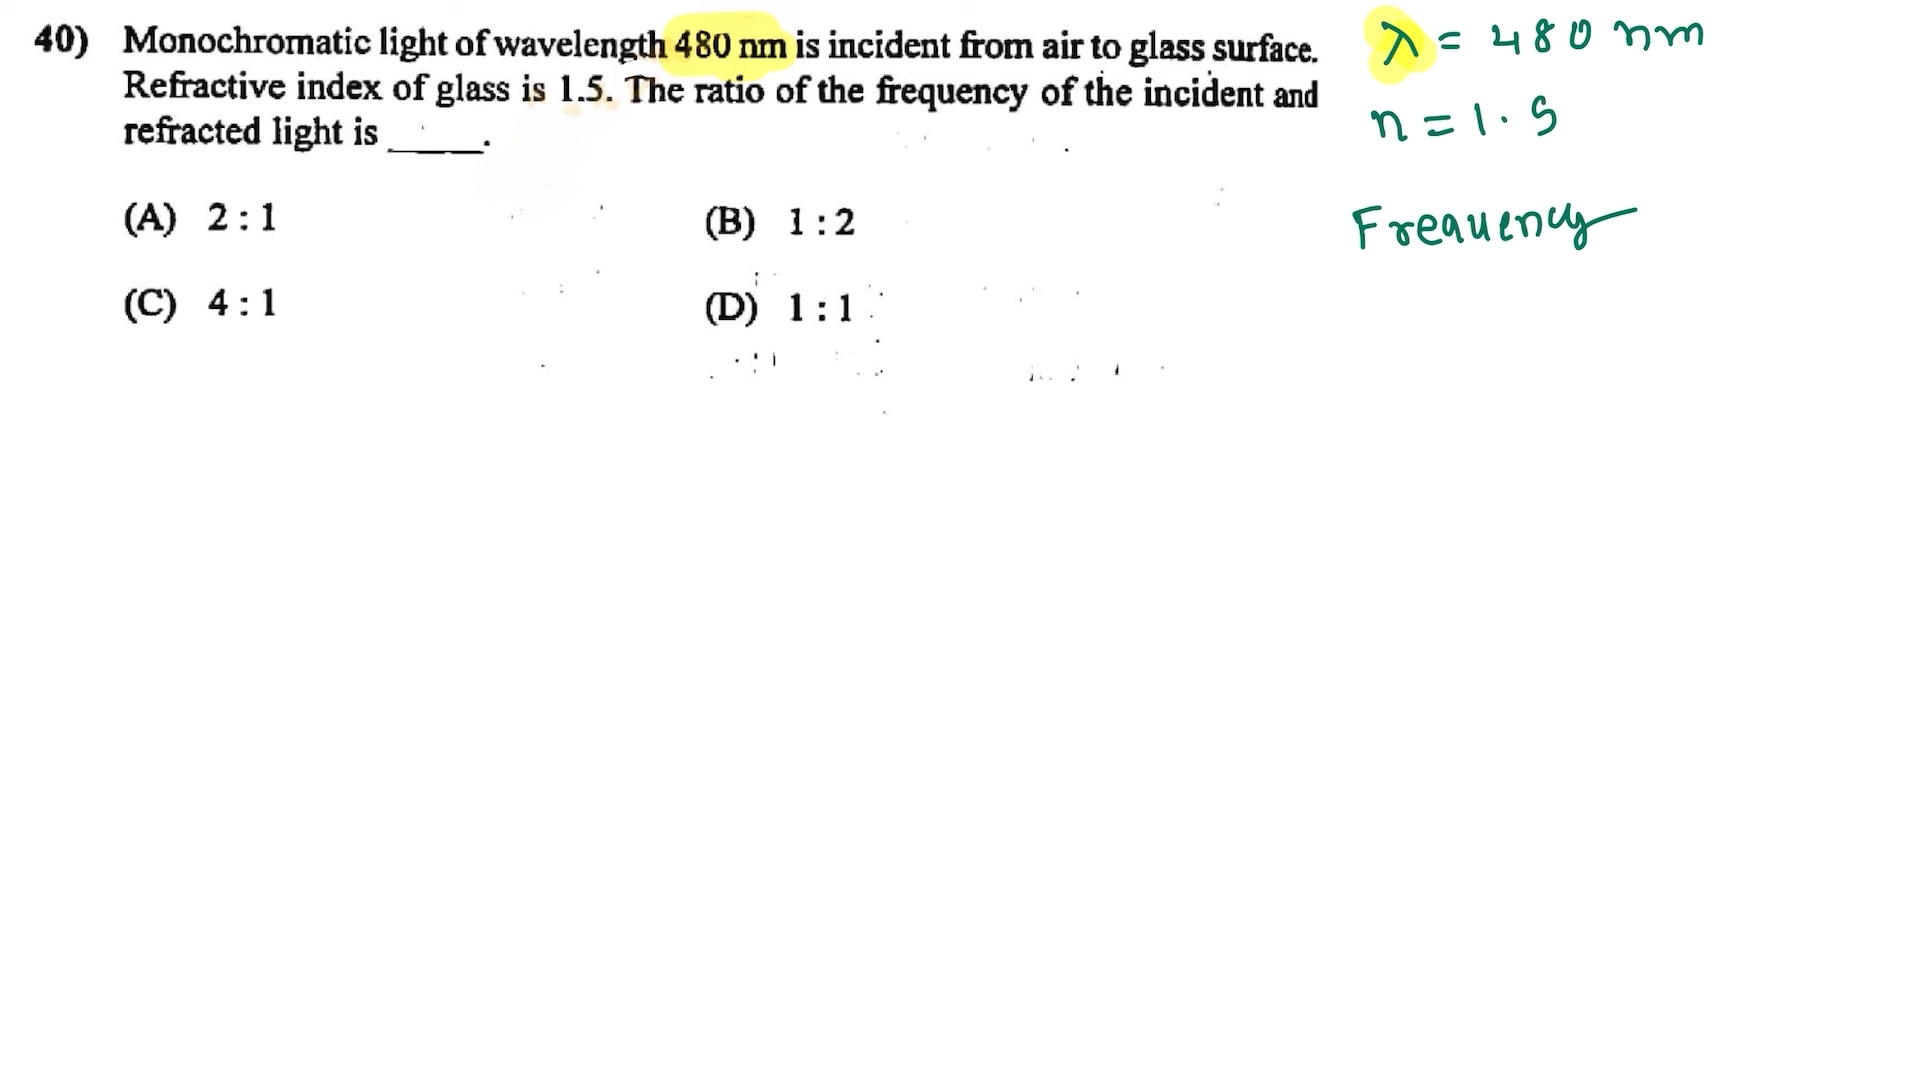 40) Monochromatic light of wavelength 480 nm is incident from air to glass surface. λ = 480 nm
Refractive index of glass is 1.5. The ratio of the frequency of the incident and n = 1.5
refracted light is _____.
(A) 2 : 1 (B) 1 : 2 Frequency
(C) 4 : 1 (D) 1 : 1